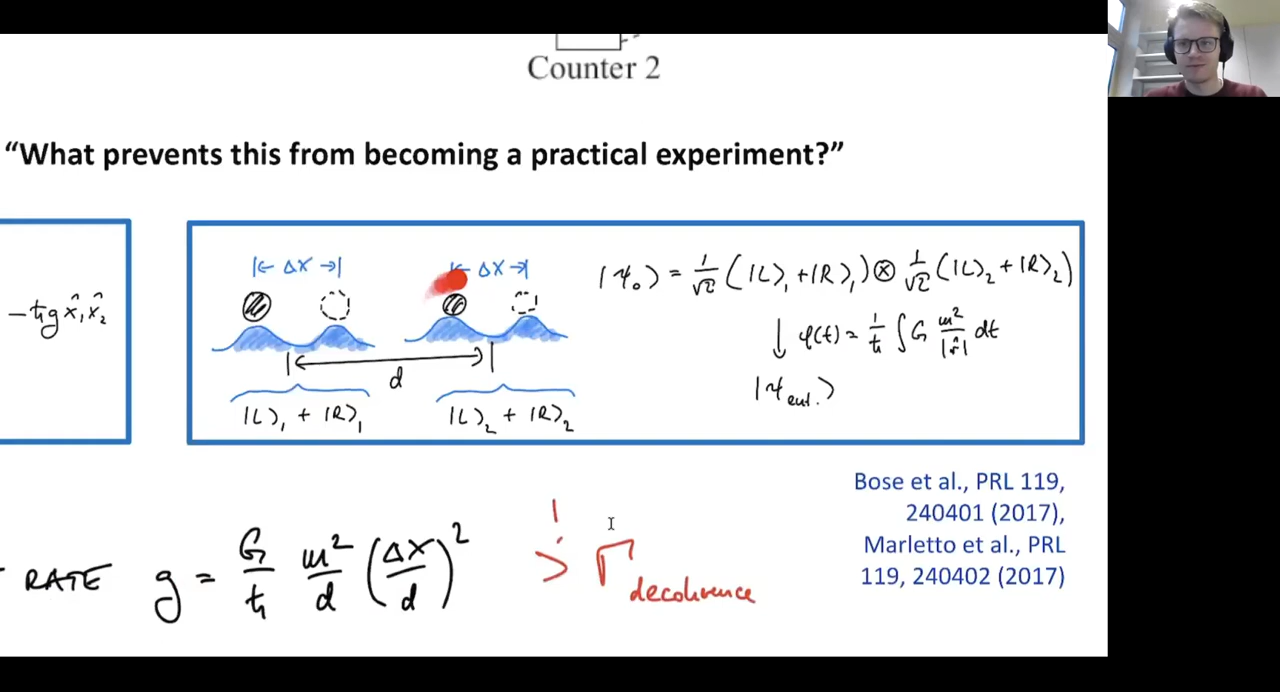 Counter 2
“What prevents this from becoming a practical experiment?”
|← ΔX →|
|← ΔX →|
|ψ₀⟩ = 1/√2 (|L⟩₁ + |R⟩₁) ⊗ 1/√2 (|L⟩₂ + |R⟩₂)
−ħg x̂₁x̂₂
↓ φ(t) = 1/ħ ∫ G m²/|r̂| dt
d
|ψent.⟩
|L⟩₁ + |R⟩₁
|L⟩₂ + |R⟩₂
Bose et al., PRL 119,
240401 (2017),
Marletto et al., PRL
119, 240402 (2017)
RATE g = G/ħ m²/d (ΔX/d)² !> Γdecoherence